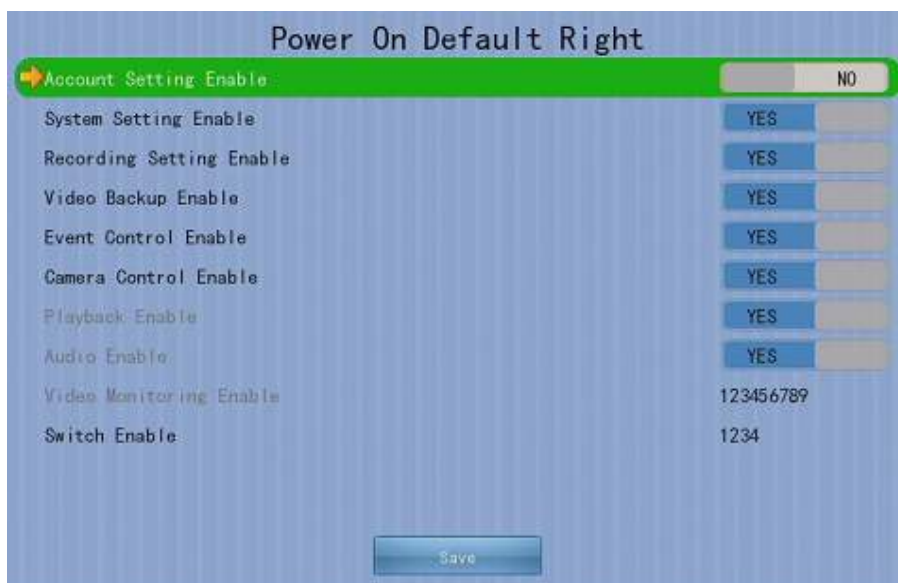 Power On Default Right
Account Setting Enable NO
System Setting Enable YES
Recording Setting Enable YES
Video Backup Enable YES
Event Control Enable YES
Camera Control Enable YES
Playback Enable YES
Audio Enable YES
Video Monitoring Enable 123456789
Switch Enable 1234
Save